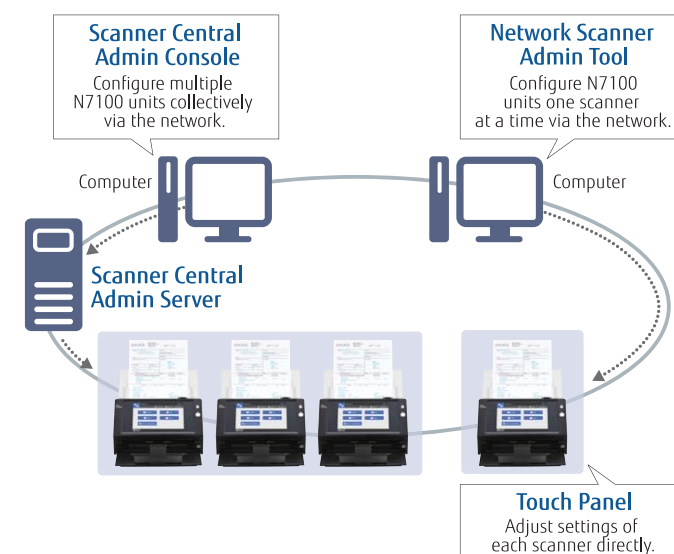 Scanner Central
Admin Console
Configure multiple
N7100 units collectively
via the network.
Network Scanner
Admin Tool
Configure N7100
units one scanner
at a time via the network.
Computer
Computer
Scanner Central
Admin Server
Touch Panel
Adjust settings of
each scanner directly.